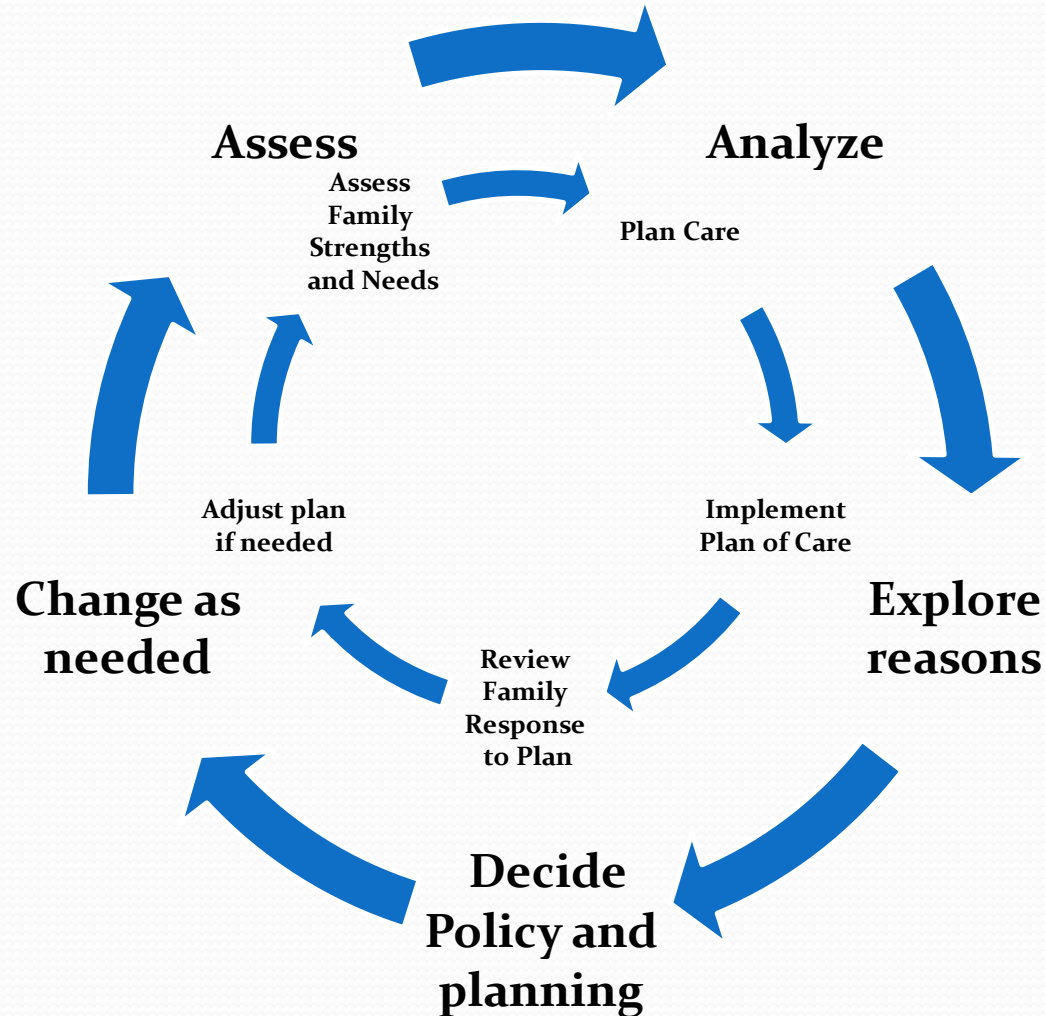 Assess
Analyze
Assess
Family
Strengths
and Needs
Plan Care
Adjust plan
if needed
Implement
Plan of Care
Change as
needed
Explore
reasons
Review
Family
Response
to Plan
Decide
Policy and
planning